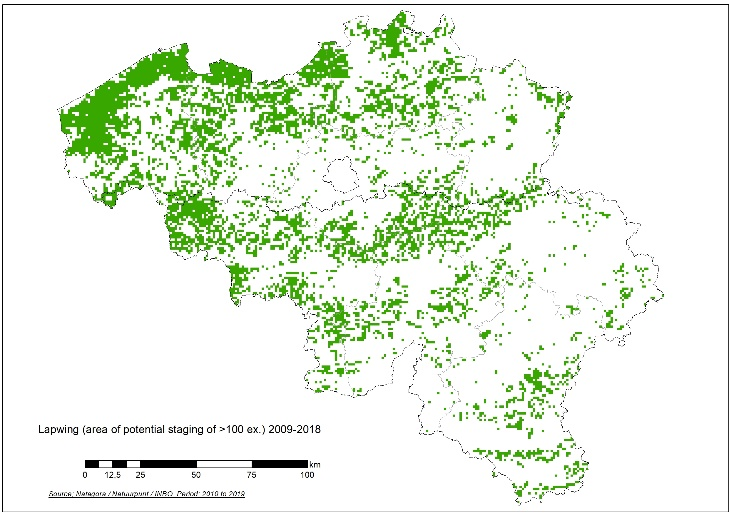 Lapwing (area of potential staging of >100 ex.) 2009-2018
km
0 12.5 25 50 75 100
Source: Natagora / Natuurpunt / INBO Period: 2010 to 2019